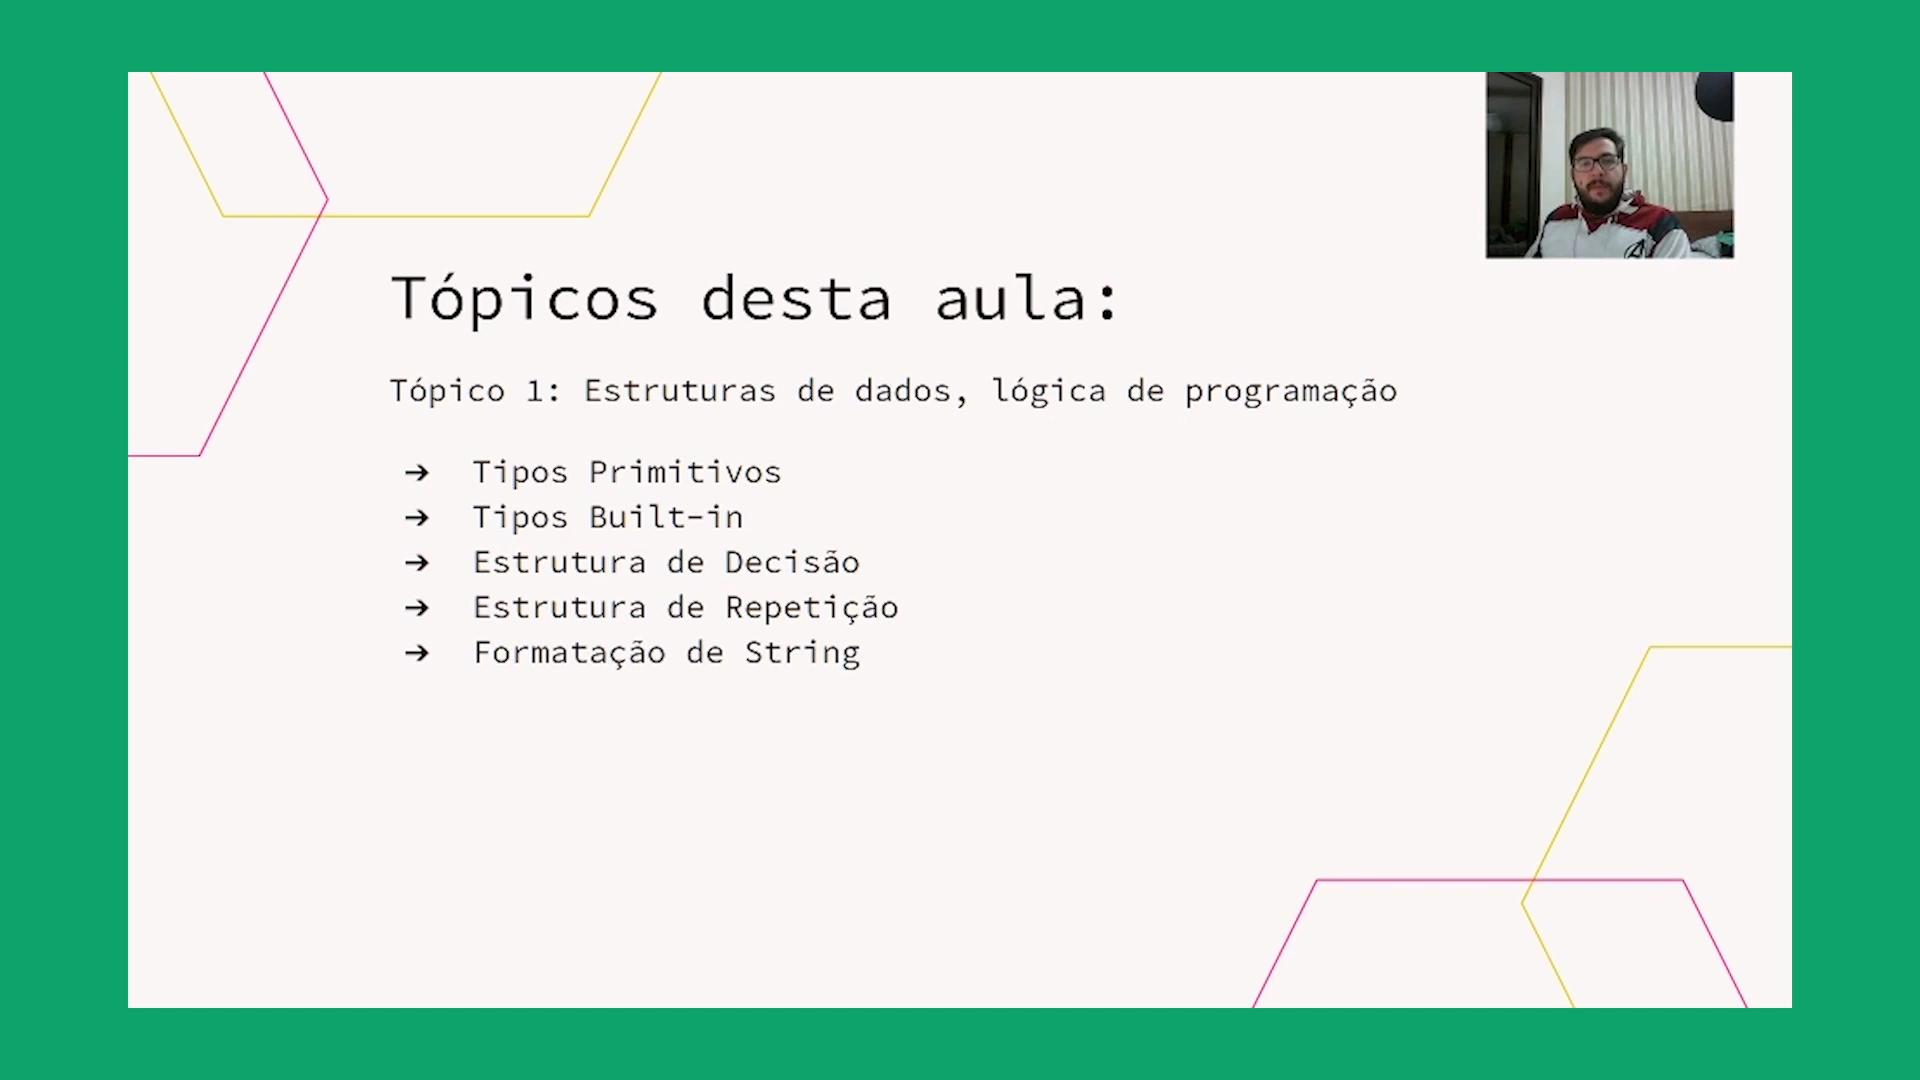 Tópicos desta aula:
Tópico 1: Estruturas de dados, lógica de programação
➔ Tipos Primitivos
➔ Tipos Built-in
➔ Estrutura de Decisão
➔ Estrutura de Repetição
➔ Formatação de String